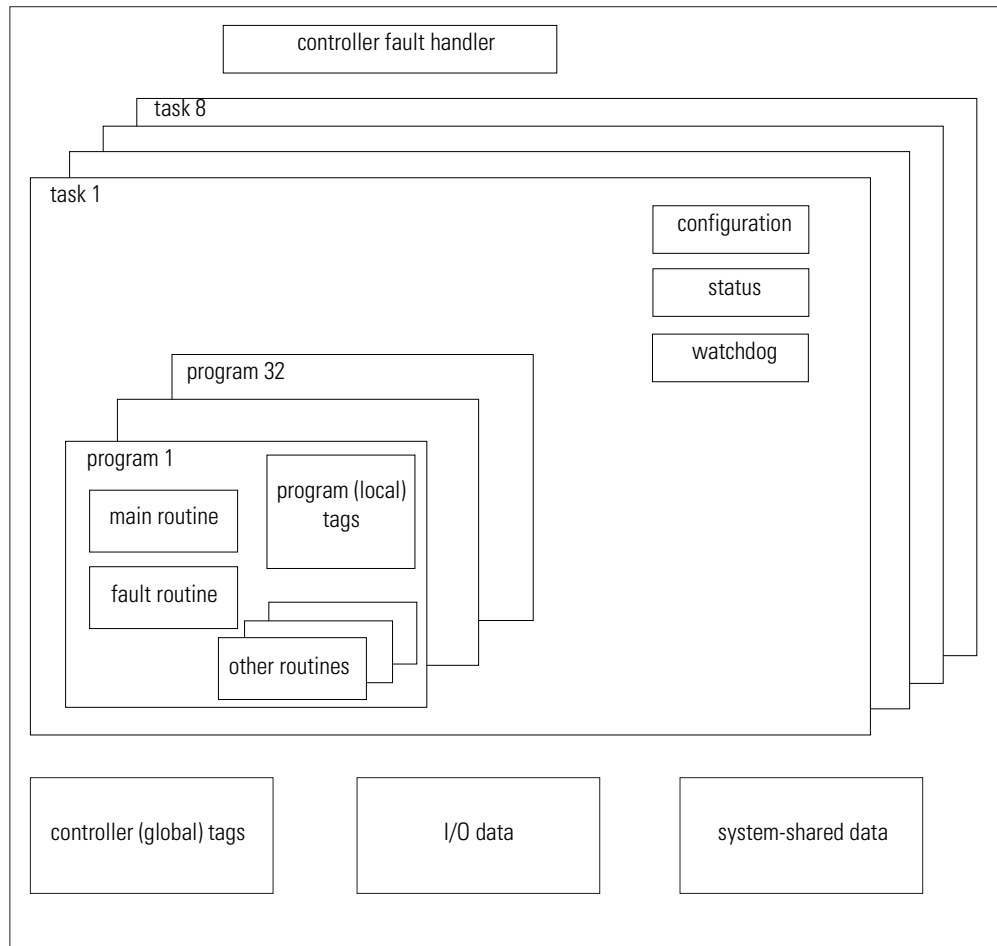 controller fault handler
task 8
task 1
configuration
status
watchdog
program 32
program 1
program (local)
tags
main routine
fault routine
other routines
controller (global) tags
I/O data
system-shared data